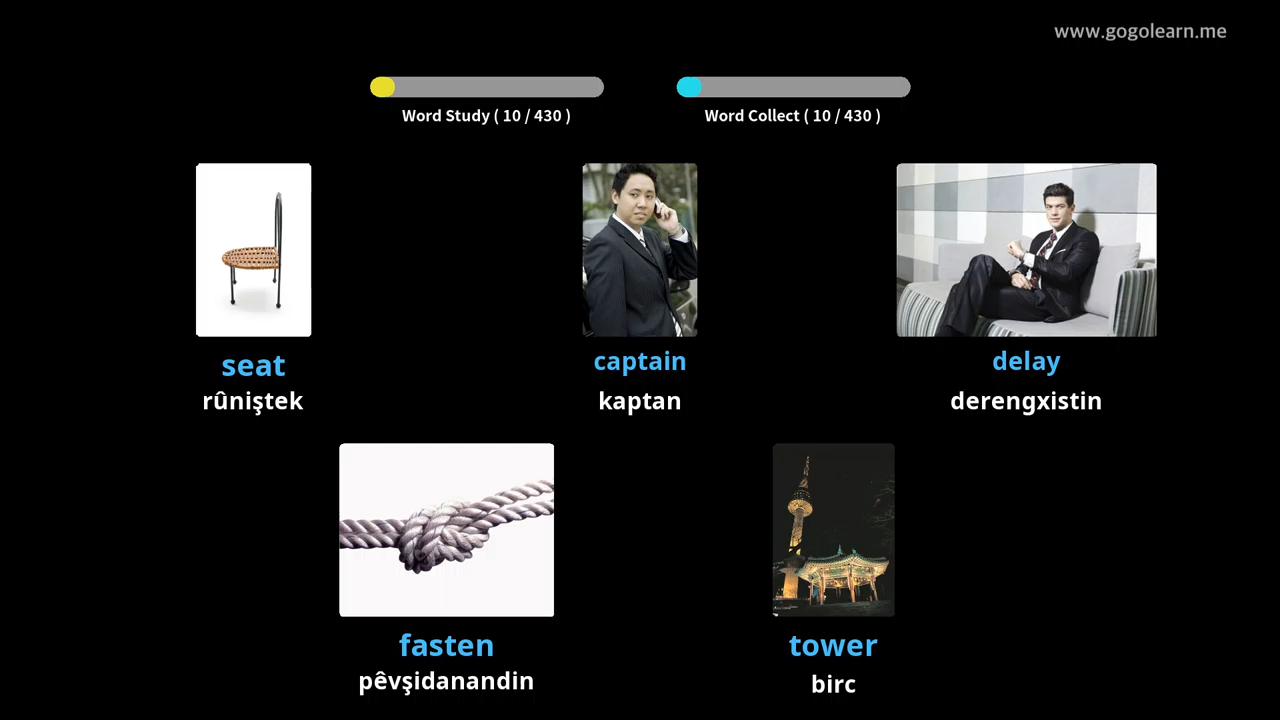 www.gogolearn.me
Word Study ( 10 / 430 )
Word Collect ( 10 / 430 )
seat
rûniştek
captain
kaptan
delay
derengxistin
fasten
pêvşidanandin
tower
birc